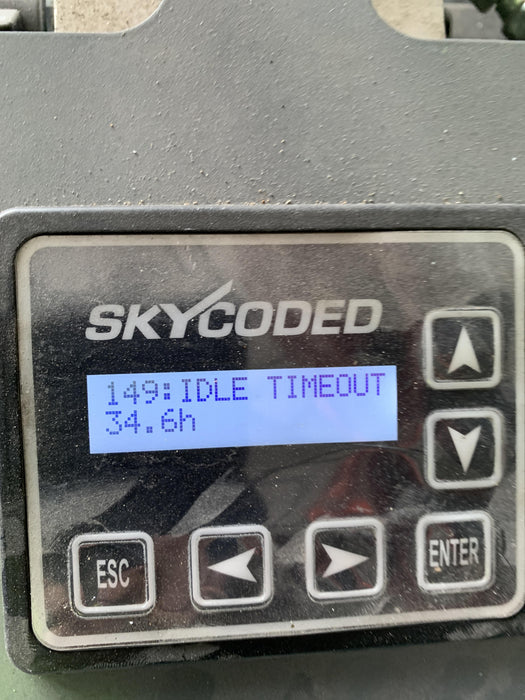 SKYCODED
149:IDLE TIMEOUT
34.6h
ESC
ENTER